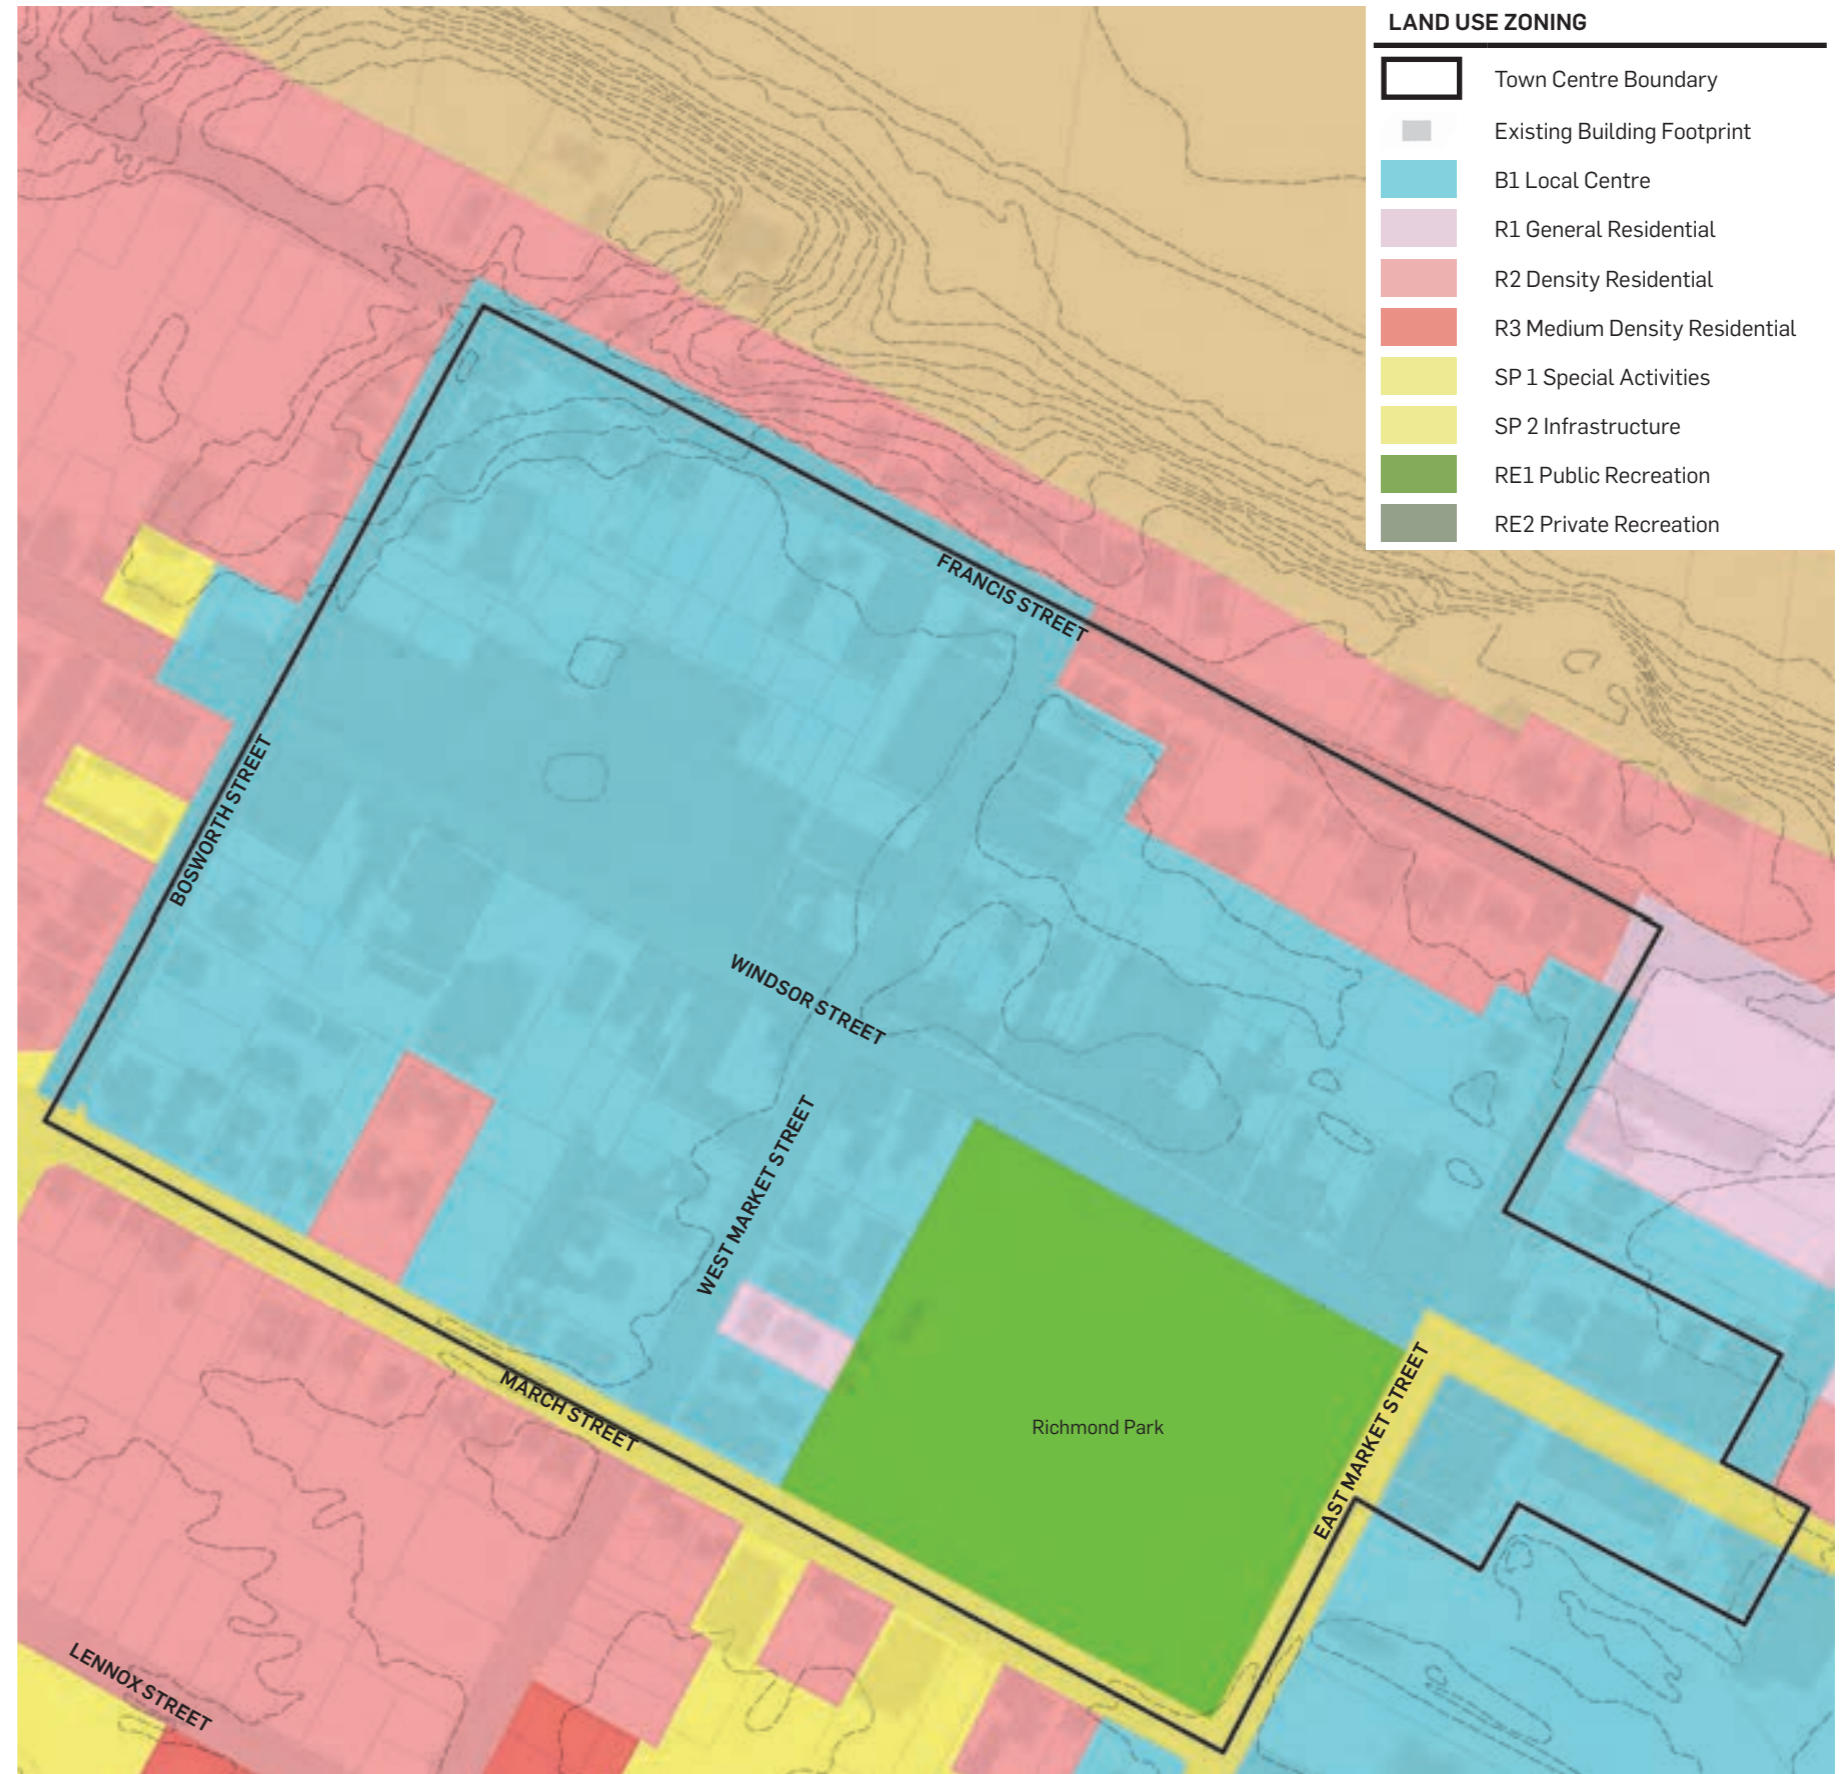 LAND USE ZONING
Town Centre Boundary
Existing Building Footprint
B1 Local Centre
R1 General Residential
R2 Density Residential
R3 Medium Density Residential
SP 1 Special Activities
SP 2 Infrastructure
RE1 Public Recreation
RE2 Private Recreation
FRANCIS STREET
BOSWORTH STREET
WINDSOR STREET
WEST MARKET STREET
MARCH STREET
Richmond Park
EAST MARKET STREET
LENNOX STREET